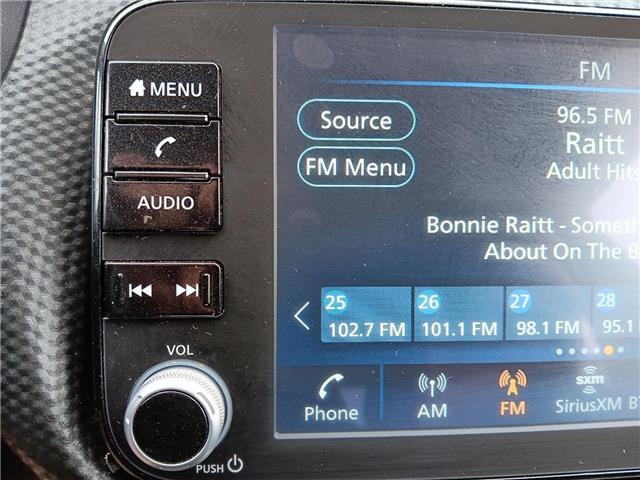 MENU
AUDIO
VOL
PUSH
FM
Source
96.5 FM
Raitt
FM Menu
Adult Hits
Bonnie Raitt -
About On The
25
102.7 FM
26
101.1 FM
27
98.1 FM
28
95.1
Phone
AM
FM
sxm
SiriusXM